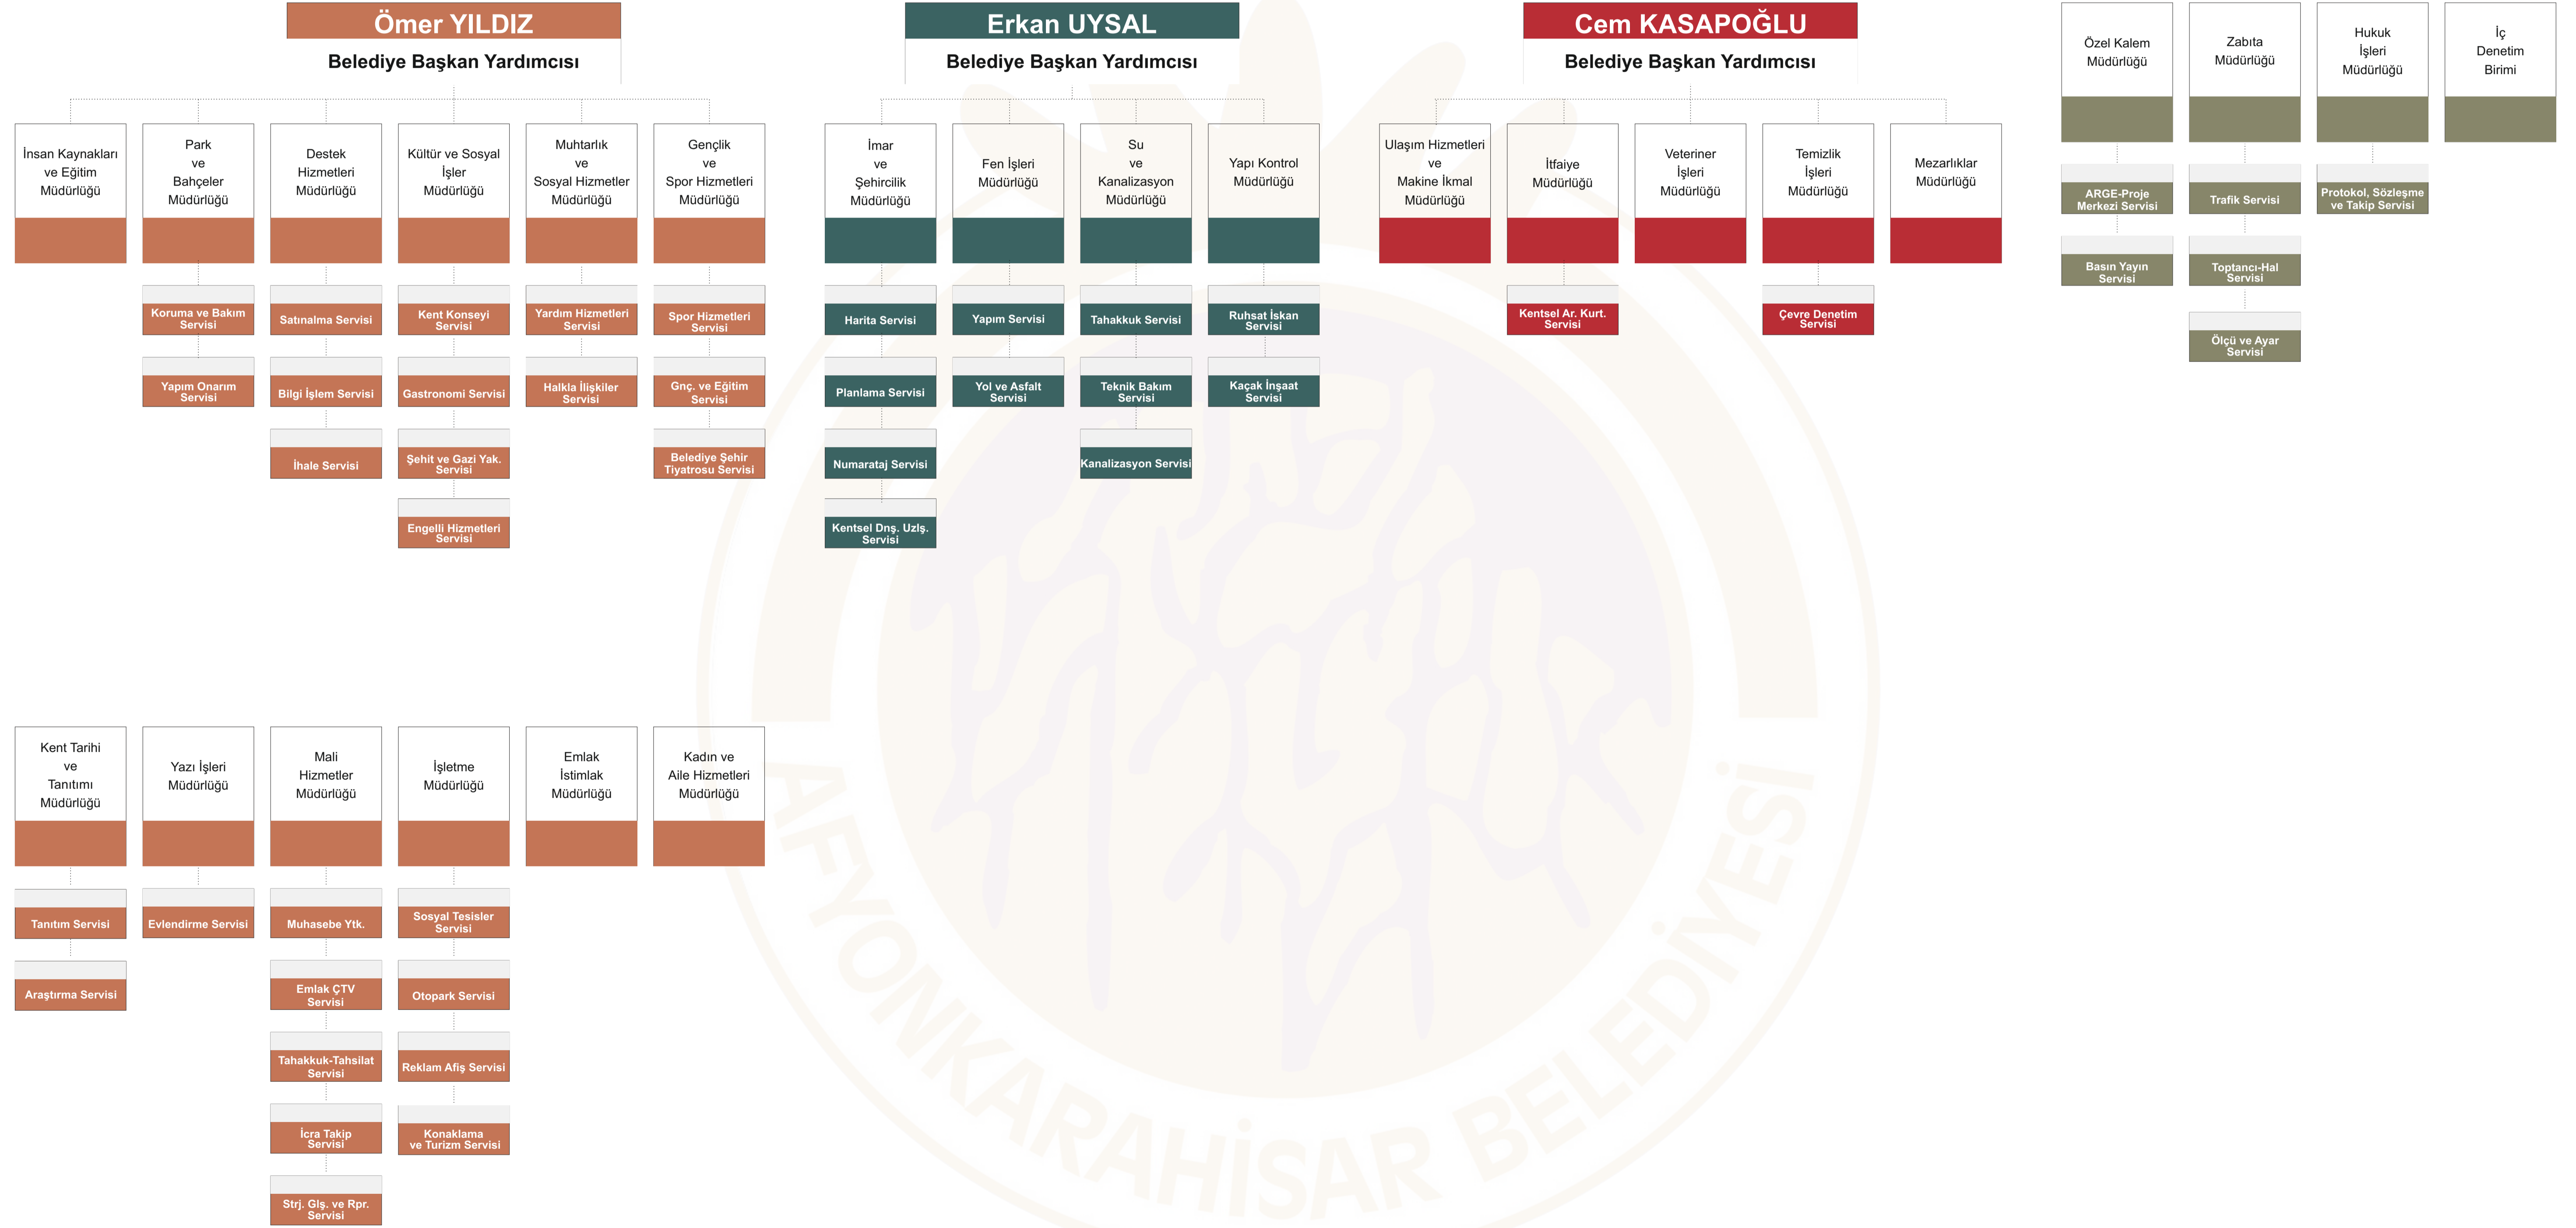 Ömer YILDIZ
Belediye Başkan Yardımcısı
İnsan Kaynakları
ve Eğitim
Müdürlüğü
Park
ve
Bahçeler
Müdürlüğü
Koruma ve Bakım
Servisi
Yapım Onarım
Servisi
Destek
Hizmetleri
Müdürlüğü
Satınalma Servisi
Bilgi İşlem Servisi
İhale Servisi
Kültür ve Sosyal
İşler
Müdürlüğü
Kent Konseyi
Servisi
Gastronomi Servisi
Şehit ve Gazi Yak.
Servisi
Engelli Hizmetleri
Servisi
Muhtarlık
ve
Sosyal Hizmetler
Müdürlüğü
Yardım Hizmetleri
Servisi
Halkla İlişkiler
Servisi
Gençlik
ve
Spor Hizmetleri
Müdürlüğü
Spor Hizmetleri
Servisi
Gnç. ve Eğitim
Servisi
Belediye Şehir
Tiyatrosu Servisi
Erkan UYSAL
Belediye Başkan Yardımcısı
İmar
ve
Şehircilik
Müdürlüğü
Harita Servisi
Planlama Servisi
Numarataj Servisi
Kentsel Dnş. Uzlş.
Servisi
Fen İşleri
Müdürlüğü
Yapım Servisi
Yol ve Asfalt
Servisi
Su
ve
Kanalizasyon
Müdürlüğü
Tahakkuk Servisi
Teknik Bakım
Servisi
Kanalizasyon Servisi
Yapı Kontrol
Müdürlüğü
Ruhsat İskan
Servisi
Kaçak İnşaat
Servisi
Cem KASAPOĞLU
Belediye Başkan Yardımcısı
Ulaşım Hizmetleri
ve
Makine İkmal
Müdürlüğü
İtfaiye
Müdürlüğü
Kentsel Ar. Kurt.
Servisi
Veteriner
İşleri
Müdürlüğü
Temizlik
İşleri
Müdürlüğü
Çevre Denetim
Servisi
Mezarlıklar
Müdürlüğü
Özel Kalem
Müdürlüğü
ARGE-Proje
Merkezi Servisi
Basın Yayın
Servisi
Zabıta
Müdürlüğü
Trafik Servisi
Toptancı-Hal
Servisi
Ölçü ve Ayar
Servisi
Hukuk
İşleri
Müdürlüğü
Protokol, Sözleşme
ve Takip Servisi
İç
Denetim
Birimi
Kent Tarihi
ve
Tanıtımı
Müdürlüğü
Tanıtım Servisi
Araştırma Servisi
Yazı İşleri
Müdürlüğü
Evlendirme Servisi
Mali
Hizmetler
Müdürlüğü
Muhasebe Ytk.
Emlak ÇTV
Servisi
Tahakkuk-Tahsilat
Servisi
İcra Takip
Servisi
Strj. Glş. ve Rpr.
Servisi
İşletme
Müdürlüğü
Sosyal Tesisler
Servisi
Otopark Servisi
Reklam Afiş Servisi
Konaklama
ve Turizm Servisi
Emlak
İstimlak
Müdürlüğü
Kadın ve
Aile Hizmetleri
Müdürlüğü
AFYONKARAHİSAR BELEDİYESİ